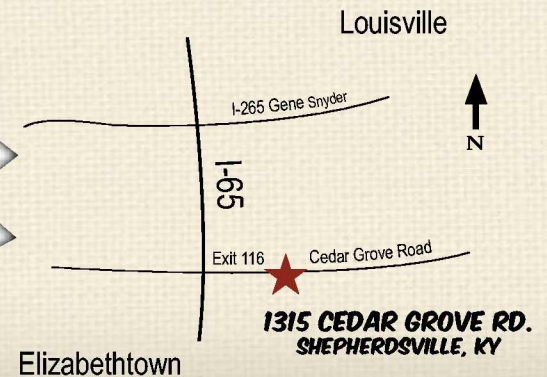 Louisville
I-265 Gene Snyder
N
I-65
Exit 116
Cedar Grove Road
1315 CEDAR GROVE RD.
SHEPHERDSVILLE, KY
Elizabethtown